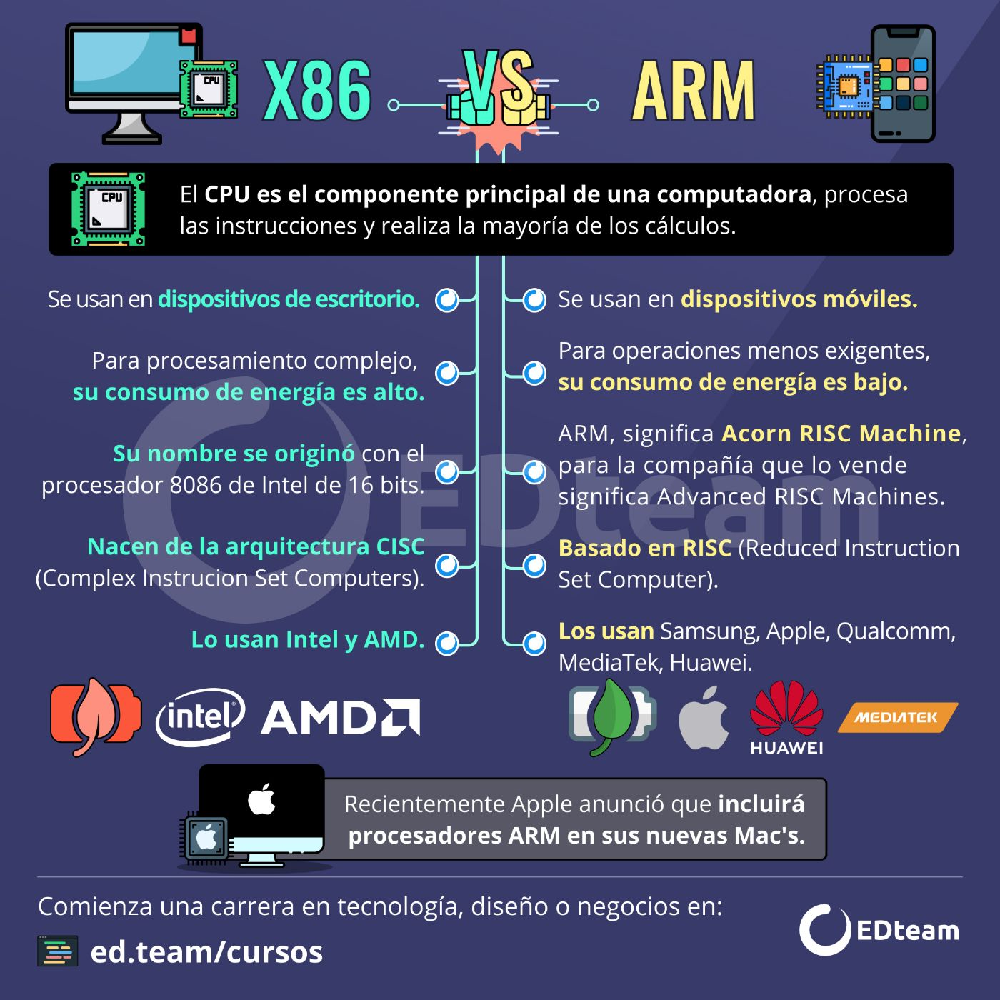 X86
VS
ARM
CPU
CPU
El CPU es el componente principal de una computadora, procesa
las instrucciones y realiza la mayoría de los cálculos.
Se usan en dispositivos de escritorio.
Para procesamiento complejo,
su consumo de energía es alto.
Su nombre se originó con el
procesador 8086 de Intel de 16 bits.
Nacen de la arquitectura CISC
(Complex Instrucion Set Computers).
Lo usan Intel y AMD.
Se usan en dispositivos móviles.
Para operaciones menos exigentes,
su consumo de energía es bajo.
ARM, significa Acorn RISC Machine,
para la compañía que lo vende
significa Advanced RISC Machines.
Basado en RISC (Reduced Instruction
Set Computer).
Los usan Samsung, Apple, Qualcomm,
MediaTek, Huawei.
EDteam
intel®
AMD
HUAWEI
MEDIATEK
Recientemente Apple anunció que incluirá
procesadores ARM en sus nuevas Mac's.
Comienza una carrera en tecnología, diseño o negocios en:
ed.team/cursos
EDteam